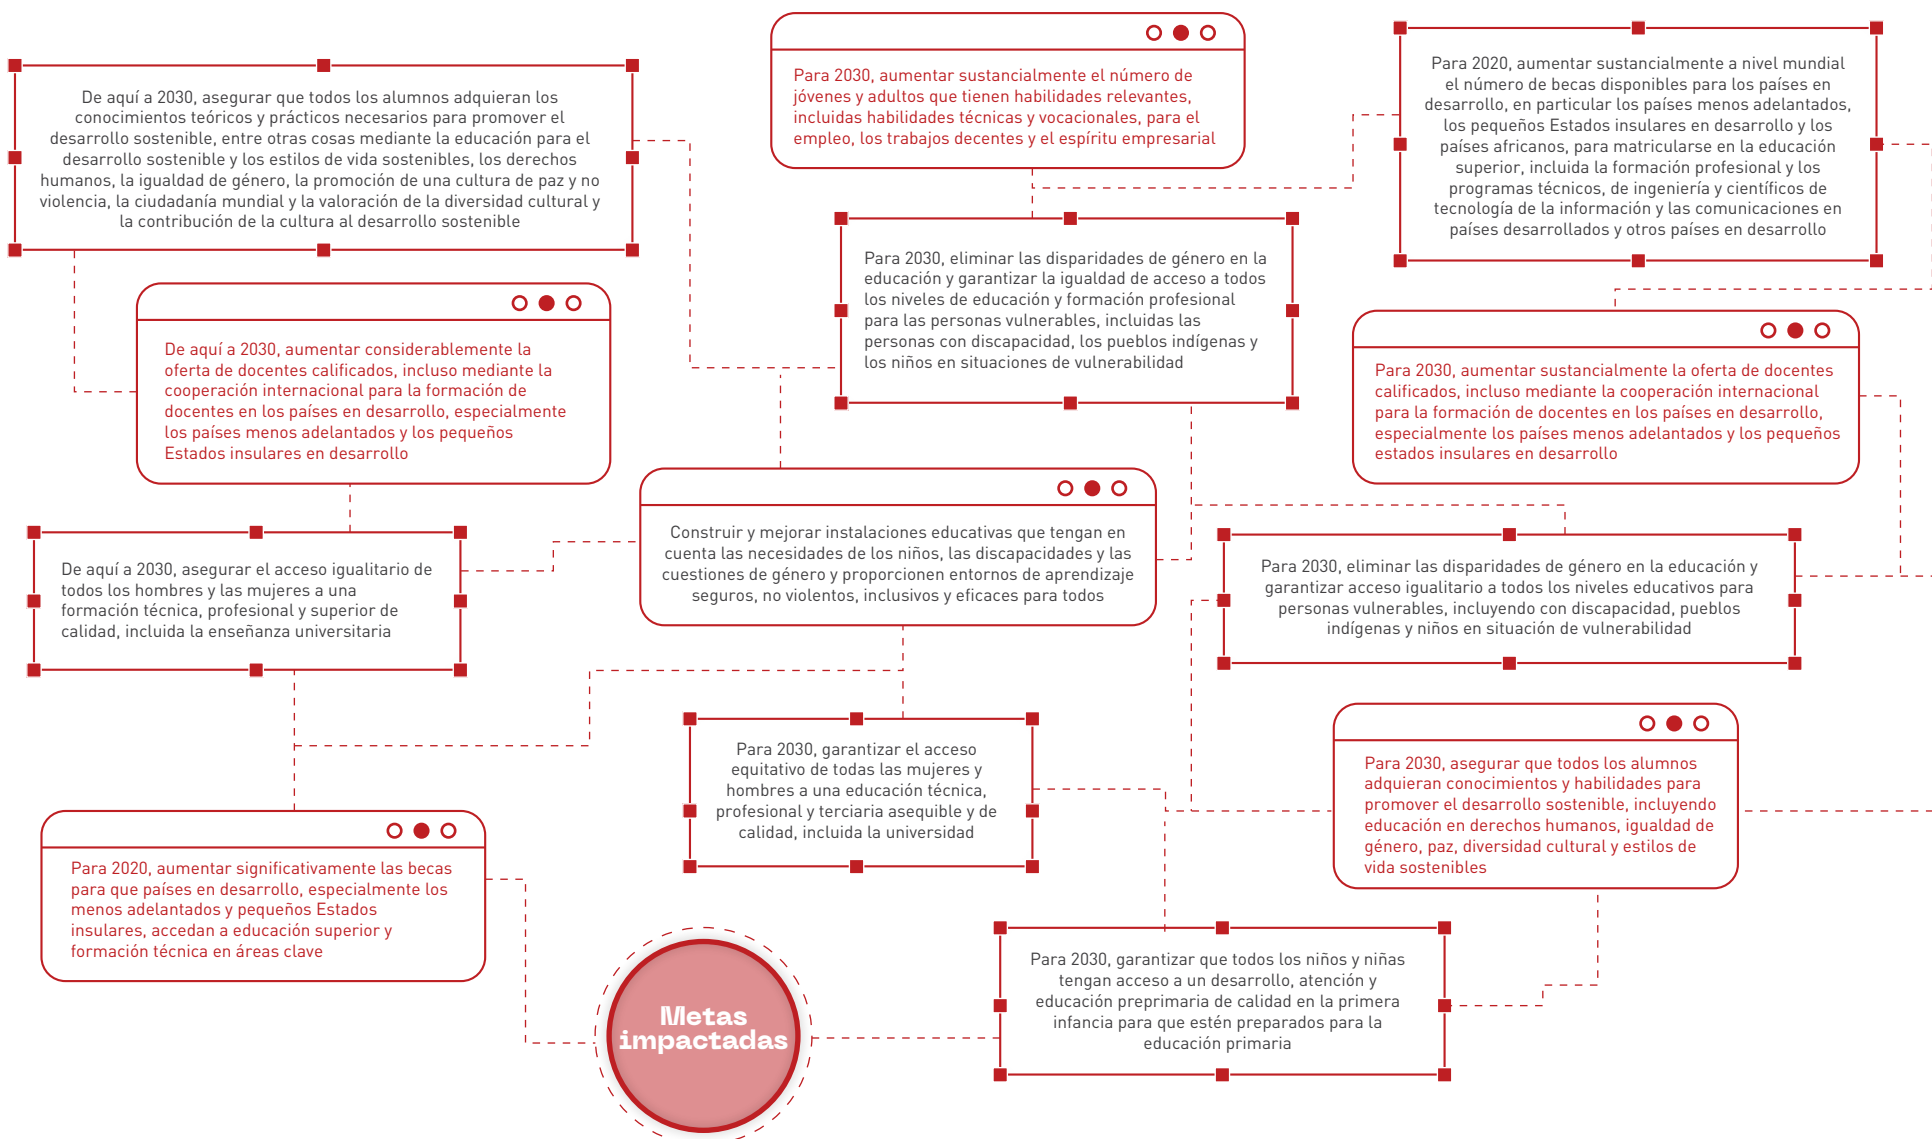 De aquí a 2030, asegurar que todos los alumnos adquieran los
conocimientos teóricos y prácticos necesarios para promover el
desarrollo sostenible, entre otras cosas mediante la educación para el
desarrollo sostenible y los estilos de vida sostenibles, los derechos
humanos, la igualdad de género, la promoción de una cultura de paz y no
violencia, la ciudadanía mundial y la valoración de la diversidad cultural y
la contribución de la cultura al desarrollo sostenible
Para 2030, aumentar sustancialmente el número de
jóvenes y adultos que tienen habilidades relevantes,
incluidas habilidades técnicas y vocacionales, para el
empleo, los trabajos decentes y el espíritu empresarial
Para 2020, aumentar sustancialmente a nivel mundial
el número de becas disponibles para los países en
desarrollo, en particular los países menos adelantados,
los pequeños Estados insulares en desarrollo y los
países africanos, para matricularse en la educación
superior, incluida la formación profesional y los
programas técnicos, de ingeniería y científicos de
tecnología de la información y las comunicaciones en
países desarrollados y otros países en desarrollo
Para 2030, eliminar las disparidades de género en la
educación y garantizar la igualdad de acceso a todos
los niveles de educación y formación profesional
para las personas vulnerables, incluidas las
personas con discapacidad, los pueblos indígenas y
los niños en situaciones de vulnerabilidad
De aquí a 2030, aumentar considerablemente la
oferta de docentes calificados, incluso mediante la
cooperación internacional para la formación de
docentes en los países en desarrollo, especialmente
los países menos adelantados y los pequeños
Estados insulares en desarrollo
Para 2030, aumentar sustancialmente la oferta de docentes
calificados, incluso mediante la cooperación internacional
para la formación de docentes en los países en desarrollo,
especialmente los países menos adelantados y los pequeños
estados insulares en desarrollo
Construir y mejorar instalaciones educativas que tengan en
cuenta las necesidades de los niños, las discapacidades y las
cuestiones de género y proporcionen entornos de aprendizaje
seguros, no violentos, inclusivos y eficaces para todos
De aquí a 2030, asegurar el acceso igualitario de
todos los hombres y las mujeres a una
formación técnica, profesional y superior de
calidad, incluida la enseñanza universitaria
Para 2030, eliminar las disparidades de género en la educación y
garantizar acceso igualitario a todos los niveles educativos para
personas vulnerables, incluyendo con discapacidad, pueblos
indígenas y niños en situación de vulnerabilidad
Para 2030, garantizar el acceso
equitativo de todas las mujeres y
hombres a una educación técnica,
profesional y terciaria asequible y de
calidad, incluida la universidad
Para 2030, asegurar que todos los alumnos
adquieran conocimientos y habilidades para
promover el desarrollo sostenible, incluyendo
educación en derechos humanos, igualdad de
género, paz, diversidad cultural y estilos de
vida sostenibles
Para 2020, aumentar significativamente las becas
para que países en desarrollo, especialmente los
menos adelantados y pequeños Estados
insulares, accedan a educación superior y
formación técnica en áreas clave
Metas
impactadas
Para 2030, garantizar que todos los niños y niñas
tengan acceso a un desarrollo, atención y
educación preprimaria de calidad en la primera
infancia para que estén preparados para la
educación primaria